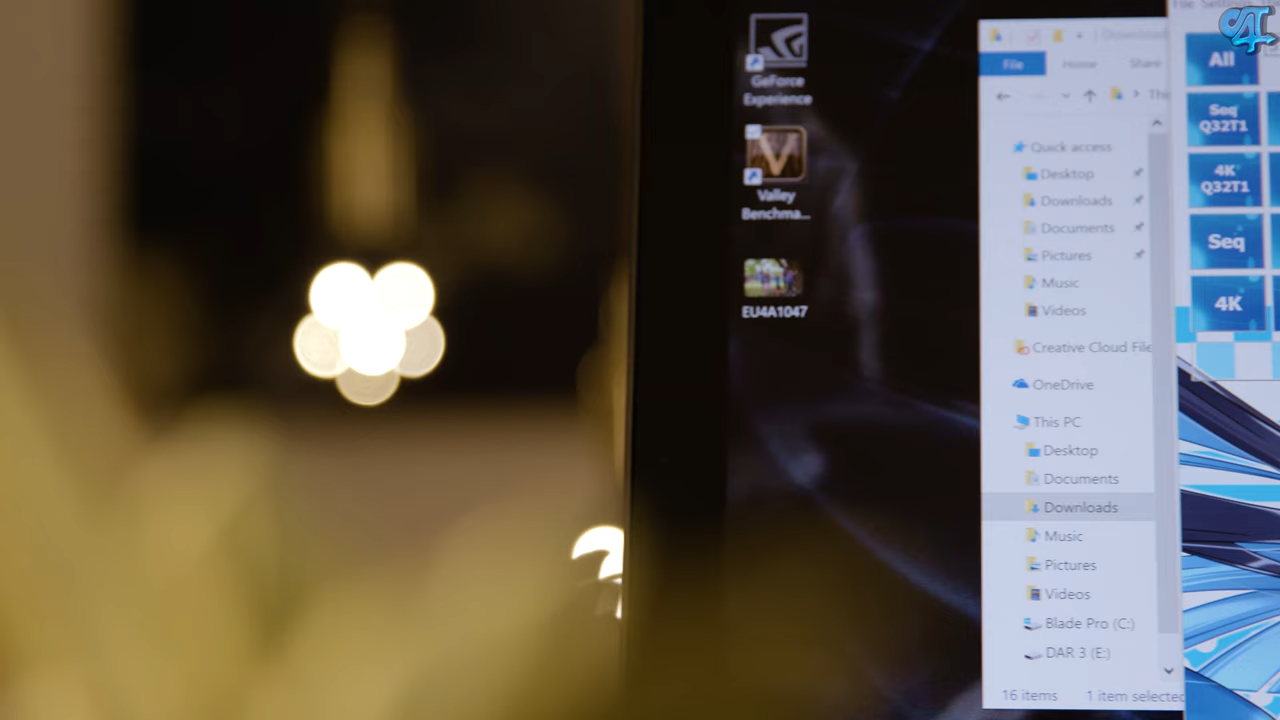 GeForce
Experience
Valley
Benchma...
EU4A1047
File
Home
Share
Quick access
Desktop
Downloads
Documents
Pictures
Music
Videos
Creative Cloud File
OneDrive
This PC
Desktop
Documents
Downloads
Music
Pictures
Videos
Blade Pro (C:)
DAR 3 (E:)
16 items
1 item selected
File Settings
All
Seq
Q32T1
4K
Q32T1
Seq
4K